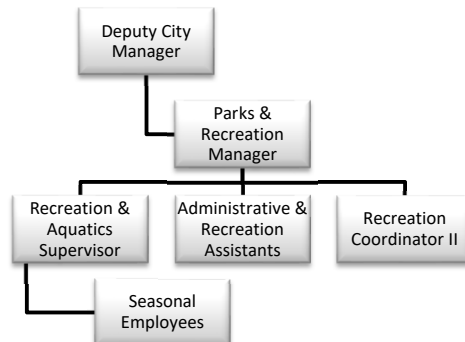 Deputy City
Manager
Parks &
Recreation
Manager
Recreation &
Aquatics
Supervisor
Administrative &
Recreation
Assistants
Recreation
Coordinator II
Seasonal
Employees